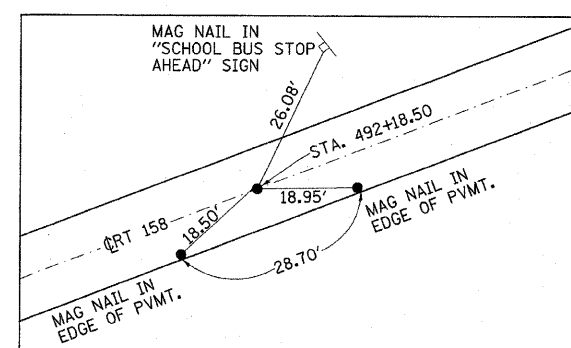 MAG NAIL IN
"SCHOOL BUS STOP
AHEAD" SIGN
26.08'
STA. 492+18.50
18.95'
18.50'
℄RT 158
MAG NAIL IN
EDGE OF PVMT.
28.70'
MAG NAIL IN
EDGE OF PVMT.